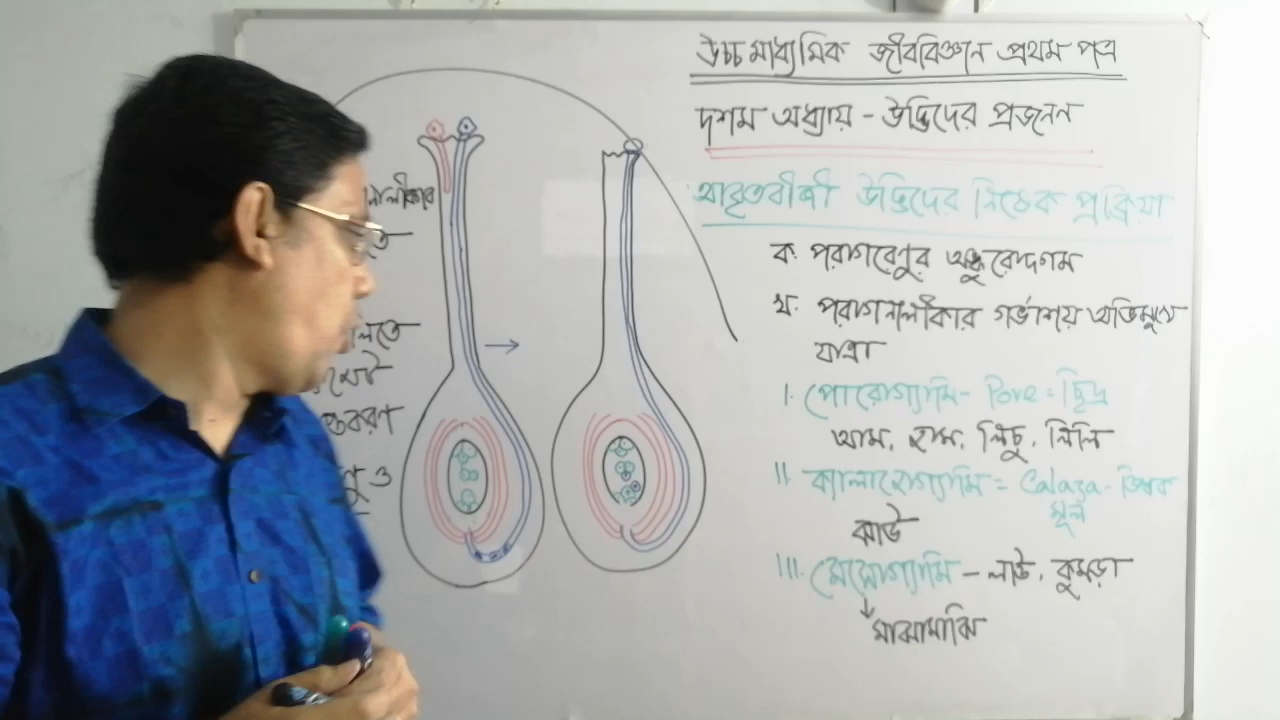 উচ্চ মাধ্যমিক জীববিজ্ঞান প্রথম পত্র
দশম অধ্যায় - উদ্ভিদের প্রজনন
আবৃতবীজী উদ্ভিদের নিষেক প্রক্রিয়া
ক. পরাগরেণুর অঙ্কুরোদগম
খ. পরাগনালীকার গর্ভাশয় অভিমুখে
যাত্রা
I. পোরোগ্যামি - Pore = ছিদ্র
আম, জাম, লিচু, লিলি
II ক্যালাজোগ্যামি = Calaza - ডিম্বক
মূল
ঝাউ
III. মেসোগ্যামি - লাউ, কুমড়া
মাঝামাঝি
নালীকার